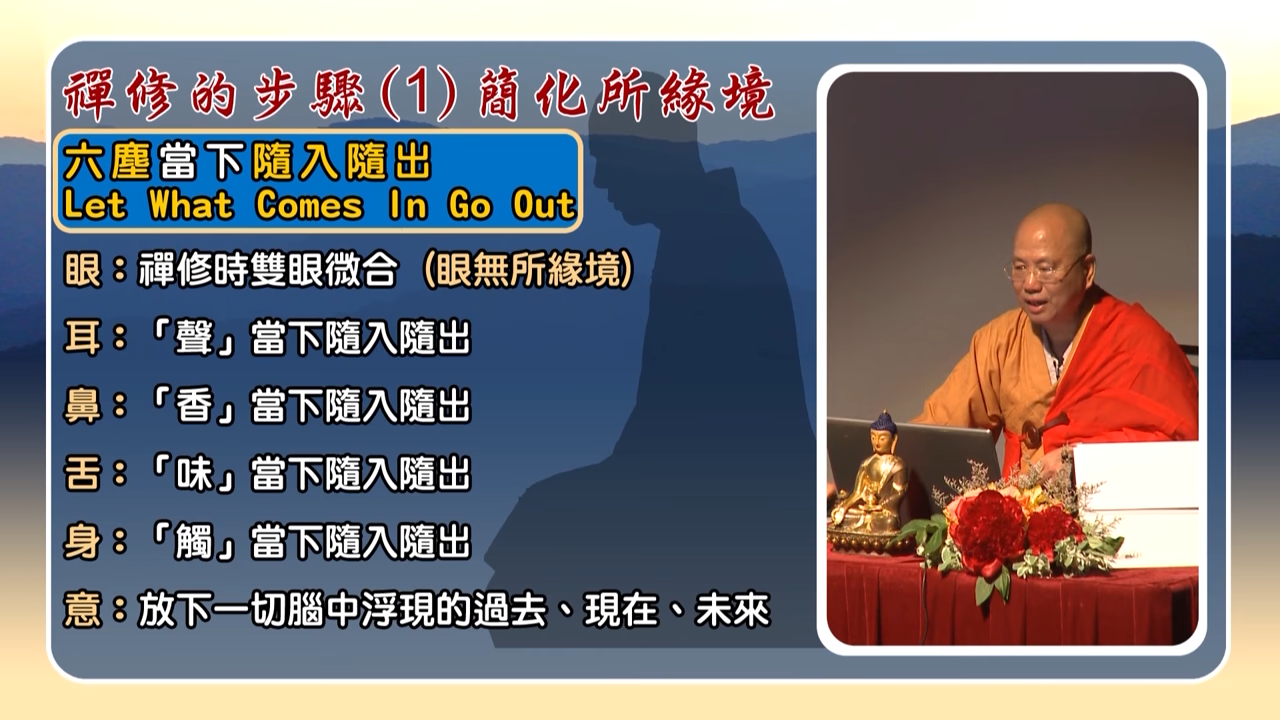 禪修的步驟(1)簡化所緣境
六塵當下隨入隨出
Let What Comes In Go Out
眼：禪修時雙眼微合 (眼無所緣境)
耳：「聲」當下隨入隨出
鼻：「香」當下隨入隨出
舌：「味」當下隨入隨出
身：「觸」當下隨入隨出
意：放下一切腦中浮現的過去、現在、未來